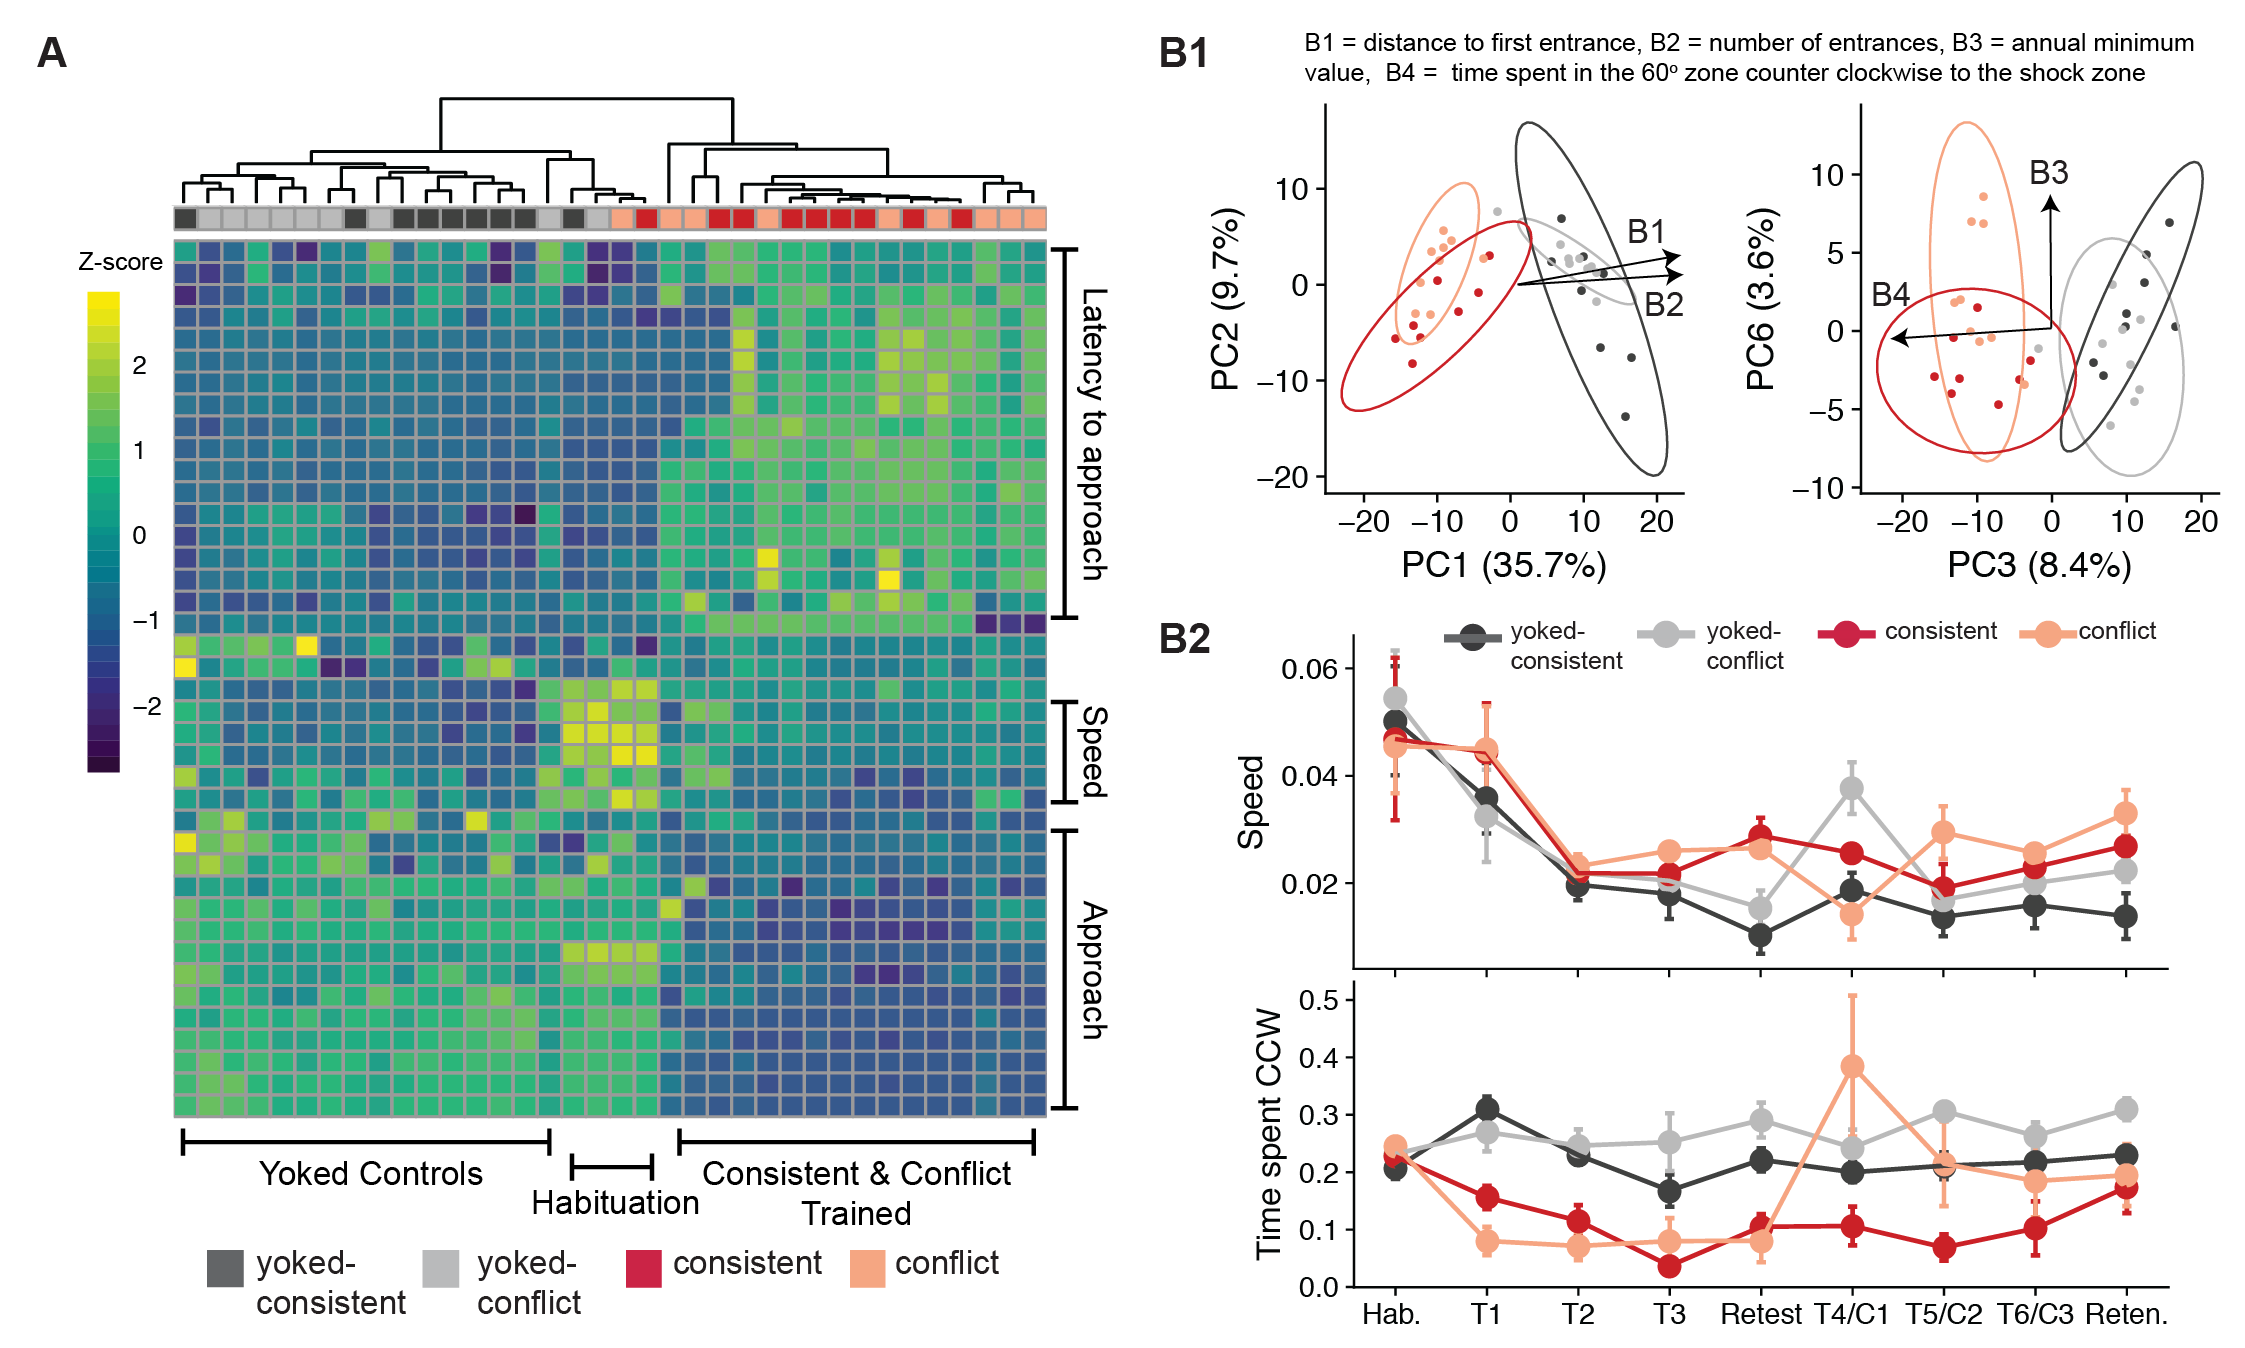 A
Z-score
2
1
0
−1
−2
Latency to approach
Speed
Approach
Yoked Controls
Habituation
Consistent & Conflict
Trained
yoked-
consistent
yoked-
conflict
consistent
conflict
B1
B1 = distance to first entrance, B2 = number of entrances, B3 = annual minimum
value,  B4 =  time spent in the 60º zone counter clockwise to the shock zone
PC2 (9.7%)
10
0
−10
−20
B1
B2
−20 −10 0 10 20
PC1 (35.7%)
PC6 (3.6%)
10
5
0
−5
−10
B3
B4
−20 −10 0 10 20
PC3 (8.4%)
B2
yoked-
consistent
yoked-
conflict
consistent
conflict
Speed
0.06
0.04
0.02
Time spent CCW
0.5
0.4
0.3
0.2
0.1
0.0
Hab. T1 T2 T3 Retest T4/C1 T5/C2 T6/C3 Reten.